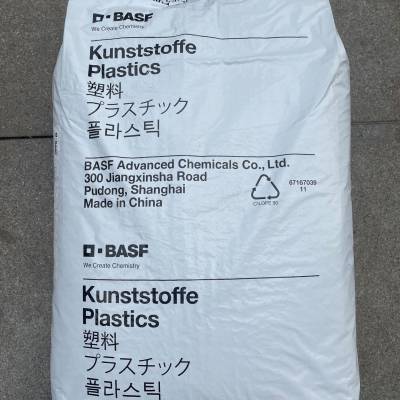 BASF
We Create Chemistry
Kunststoffe
Plastics
塑料
プラスチック
플라스틱
BASF Advanced Chemicals Co., Ltd.
300 Jiangxinsha Road
Pudong, Shanghai
Made in China
67167039
11
BASF
We Create Chemistry
Kunststoffe
Plastics
塑料
プラスチック
플라스틱